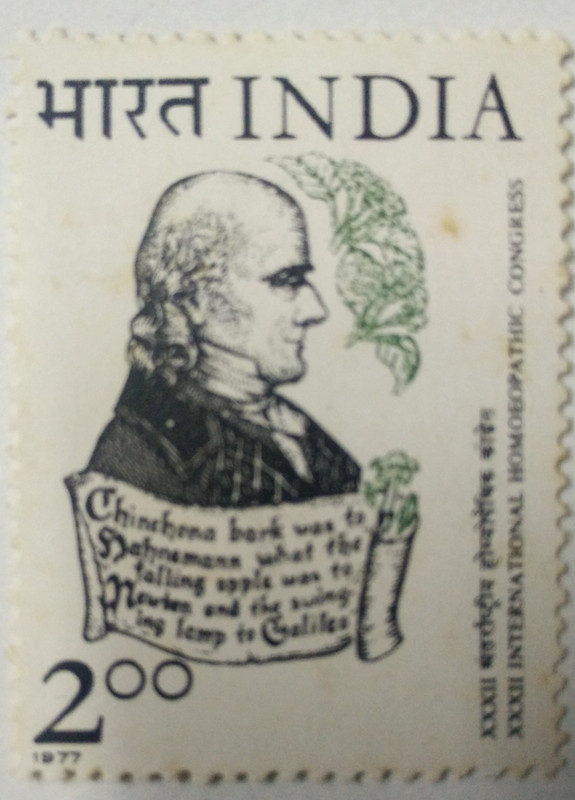 भारत INDIA
Chinchona bark was to
Hahnemann what the
falling apple was to
Newton and the swing-
ing lamp to Galileo
2.00
1977
XXXII अंतर्राष्ट्रीय होम्योपैथिक कांग्रेस
XXXII INTERNATIONAL HOMOEOPATHIC CONGRESS